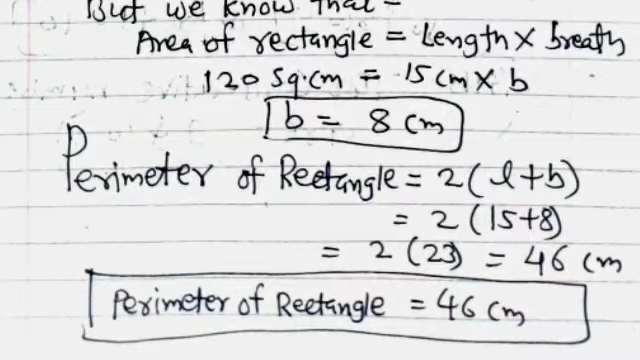 But we know that -
Area of rectangle = Length × breath
120 Sq.cm = 15 cm × b
b = 8 cm
Perimeter of Rectangle = 2 (l+b)
= 2 (15+8)
= 2 (23) = 46 cm
Perimeter of Rectangle = 46 cm